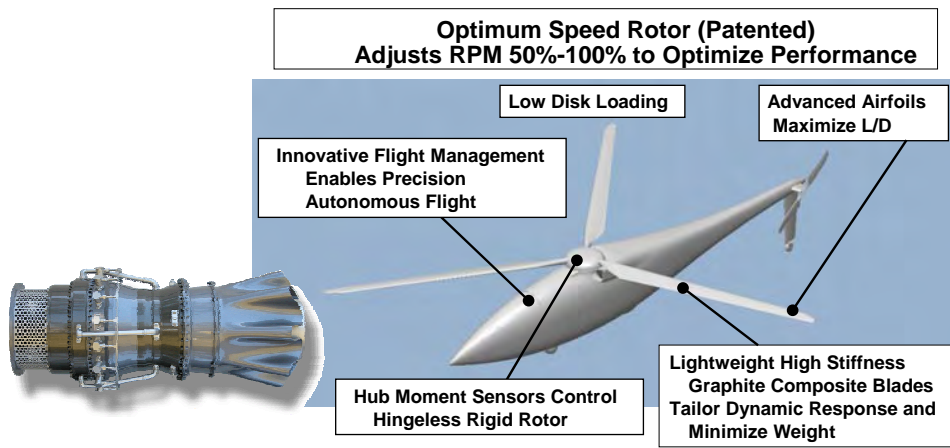 Optimum Speed Rotor (Patented)
Adjusts RPM 50%-100% to Optimize Performance
Low Disk Loading
Advanced Airfoils
Maximize L/D
Innovative Flight Management
Enables Precision
Autonomous Flight
Hub Moment Sensors Control
Hingeless Rigid Rotor
Lightweight High Stiffness
Graphite Composite Blades
Tailor Dynamic Response and
Minimize Weight